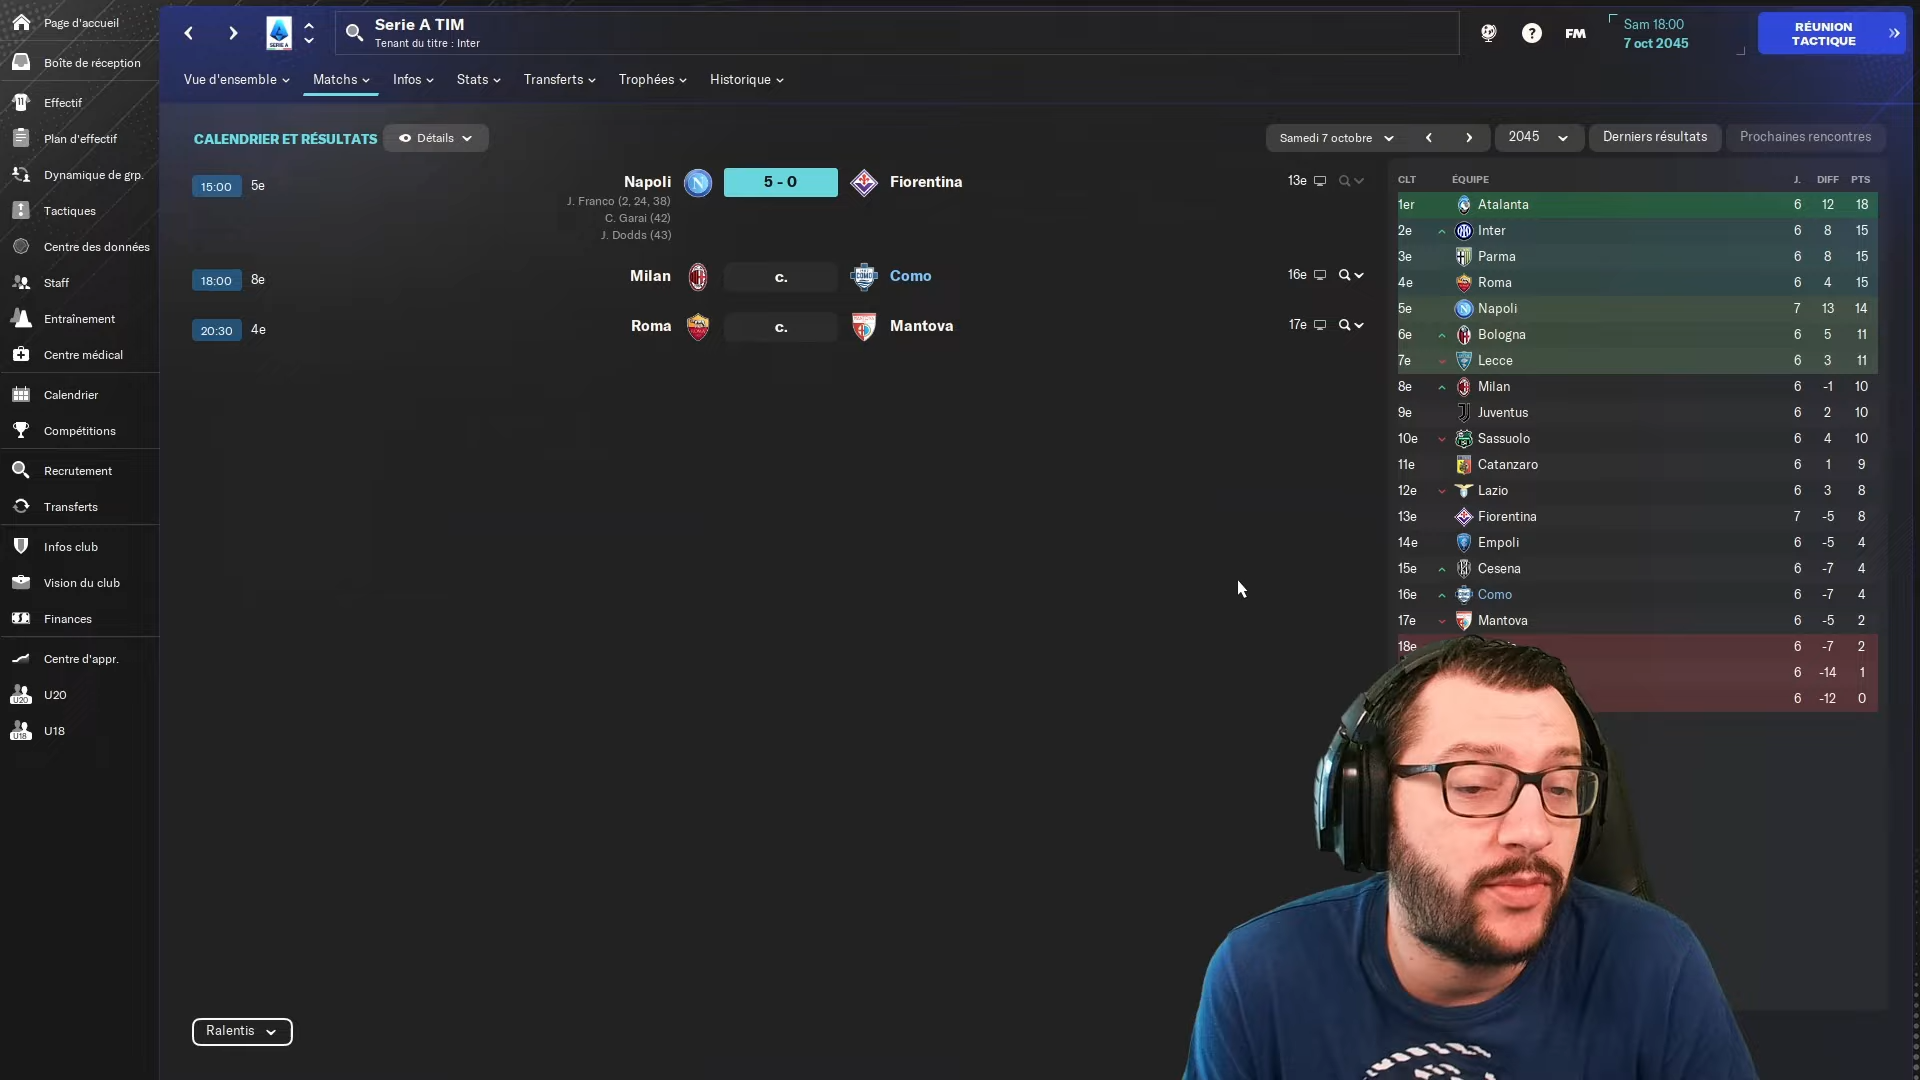 Page d'accueil
Boîte de réception
Effectif
Plan d'effectif
Dynamique de grp.
Tactiques
Centre des données
Staff
Entraînement
Centre médical
Calendrier
Compétitions
Recrutement
Transferts
Infos club
Vision du club
Finances
Centre d'appr.
U20
U18
Serie A TIM
Tenant du titre : Inter
FM
Sam 18:00
7 oct 2045
RÉUNION
TACTIQUE
Vue d'ensemble
Matchs
Infos
Stats
Transferts
Trophées
Historique
CALENDRIER ET RÉSULTATS
Détails
Samedi 7 octobre
2045
Derniers résultats
Prochaines rencontres
15:00 5e Napoli 5 - 0 Fiorentina 13e
J. Franco (2, 24, 38)
C. Garai (42)
J. Dodds (43)
18:00 8e Milan c. Como 16e
20:30 4e Roma c. Mantova 17e
CLT ÉQUIPE J. DIFF PTS
1er Atalanta 6 12 18
2e Inter 6 8 15
3e Parma 6 8 15
4e Roma 6 4 15
5e Napoli 7 13 14
6e Bologna 6 5 11
7e Lecce 6 3 11
8e Milan 6 -1 10
9e Juventus 6 2 10
10e Sassuolo 6 4 10
11e Catanzaro 6 1 9
12e Lazio 6 3 8
13e Fiorentina 7 -5 8
14e Empoli 6 -5 4
15e Cesena 6 -7 4
16e Como 6 -7 4
17e Mantova 6 -5 2
18e 6 -7 2
6 -14 1
6 -12 0
Ralentis